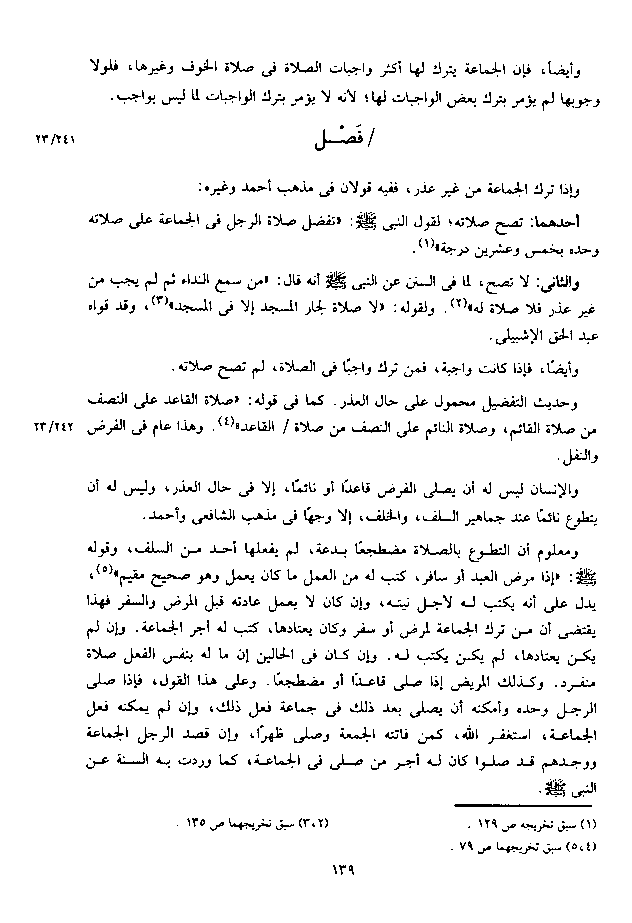 وأيضاً، فإن الجماعة يترك لها أكثر واجبات الصلاة فى صلاة الخوف وغيرها، فلولا
وجوبها لم يؤمر بترك بعض الواجبات لها؛ لأنه لا يؤمر بترك الواجبات لما ليس بواجب.
/ فَصْـل ٢٣/٢٤١
وإذا ترك الجماعة من غير عذر، ففيه قولان فى مذهب أحمد وغيره:
أحدهما: تصح صلاته؛ لقول النبى ﷺ: «تفضل صلاة الرجل فى الجماعة على صلاته
وحده بخمس وعشرين درجة»(١).
والثانى: لا تصح، لما فى السنن عن النبى ﷺ أنه قال: «من سمع النداء ثم لم يجب من
غير عذر فلا صلاة له»(٢). ولقوله: «لا صلاة لجار المسجد إلا فى المسجد»(٣)، وقد قواه
عبد الحق الإشبيلى.
وأيضًا، فإذا كانت واجبة، فمن ترك واجبًا فى الصلاة، لم تصح صلاته.
وحديث التفضيل محمول على حال العذر. كما فى قوله: «صلاة القاعد على النصف
من صلاة القائم، وصلاة النائم على النصف من صلاة / القاعد»(٤). وهذا عام فى الفرض ٢٣/٢٤٢
والنفل.
والإنسان ليس له أن يصلى الفرض قاعدًا أو نائمًا، إلا فى حال العذر، وليس له أن
يتطوع نائمًا عند جماهير السلف، والخلف، إلا وجهًا فى مذهب الشافعى وأحمد.
ومعلوم أن التطوع بالصلاة مضطجعًا بدعة، لم يفعلها أحد من السلف، وقوله
ﷺ: «إذا مرض العبد أو سافر، كتب له من العمل ما كان يعمل وهو صحيح مقيم»(٥)،
يدل على أنه يكتب له لأجل نيته، وإن كان لا يعمل عادته قبل المرض والسفر فهذا
يقتضى أن من ترك الجماعة لمرض أو سفر وكان يعتادها، كتب له أجر الجماعة. وإن لم
يكن يعتادها، لم يكن يكتب له. وإن كان فى الحالين إن ما له بنفس الفعل صلاة
منفرد. وكذلك المريض إذا صلى قاعدًا أو مضطجعًا. وعلى هذا القول، فإذا صلى
الرجل وحده وأمكنه أن يصلى بعد ذلك فى جماعة فعل ذلك، وإن لم يمكنه فعل
الجماعة، استغفر الله، كمن فاتته الجمعة وصلى ظهرًا، وإن قصد الرجل الجماعة
ووجدهم قد صلوا كان له أجر من صلى فى الجماعة، كما وردت به السنة عن
النبى ﷺ.
(١) سبق تخريجه ص ١٢٩ . (٢،٣) سبق تخريجهما ص ١٣٥ .
(٥،٤) سبق تخريجهما ص ٧٩ .
١٣٩